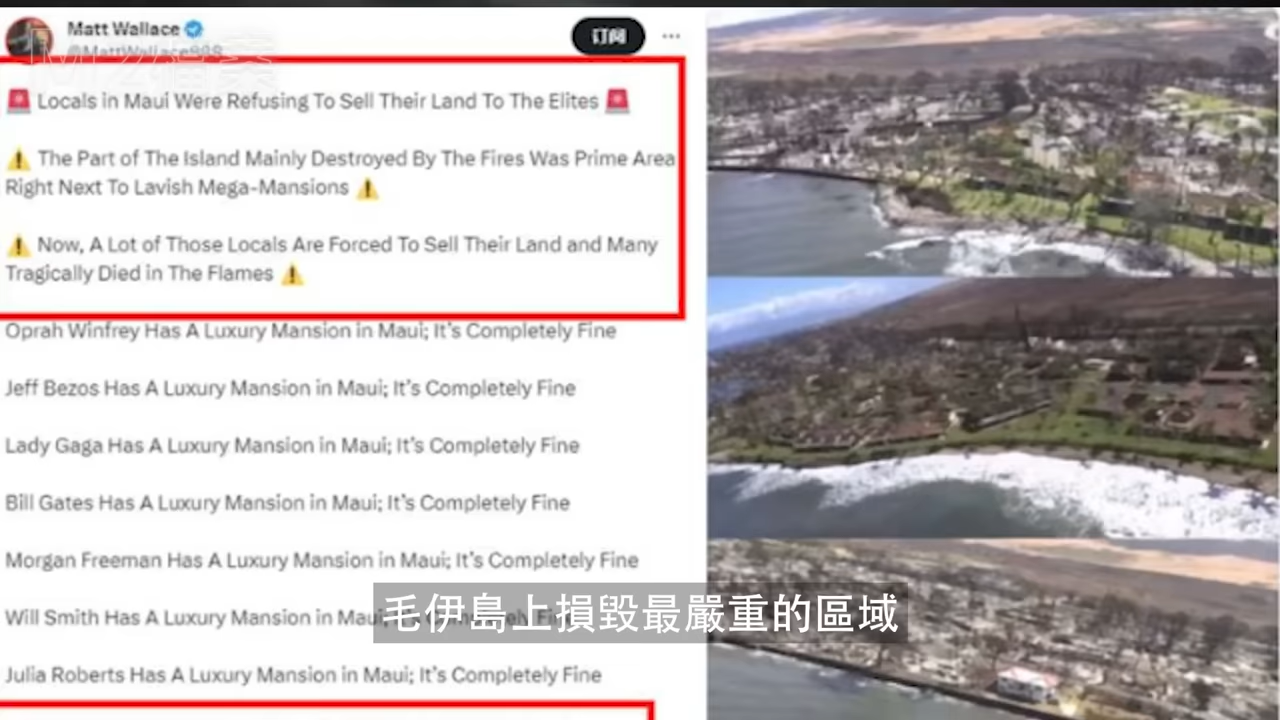 Matt Wallace
@MattWallace888
订阅
🚨 Locals in Maui Were Refusing To Sell Their Land To The Elites 🚨
⚠️ The Part of The Island Mainly Destroyed By The Fires Was Prime Area
Right Next To Lavish Mega-Mansions ⚠️
⚠️ Now, A Lot of Those Locals Are Forced To Sell Their Land and Many
Tragically Died in The Flames ⚠️
Oprah Winfrey Has A Luxury Mansion in Maui; It's Completely Fine
Jeff Bezos Has A Luxury Mansion in Maui; It's Completely Fine
Lady Gaga Has A Luxury Mansion in Maui; It's Completely Fine
Bill Gates Has A Luxury Mansion in Maui; It's Completely Fine
Morgan Freeman Has A Luxury Mansion in Maui; It's Completely Fine
Will Smith Has A Luxury Mansion in Maui; It's Completely Fine
Julia Roberts Has A Luxury Mansion in Maui; It's Completely Fine
毛伊島上損毀最嚴重的區域